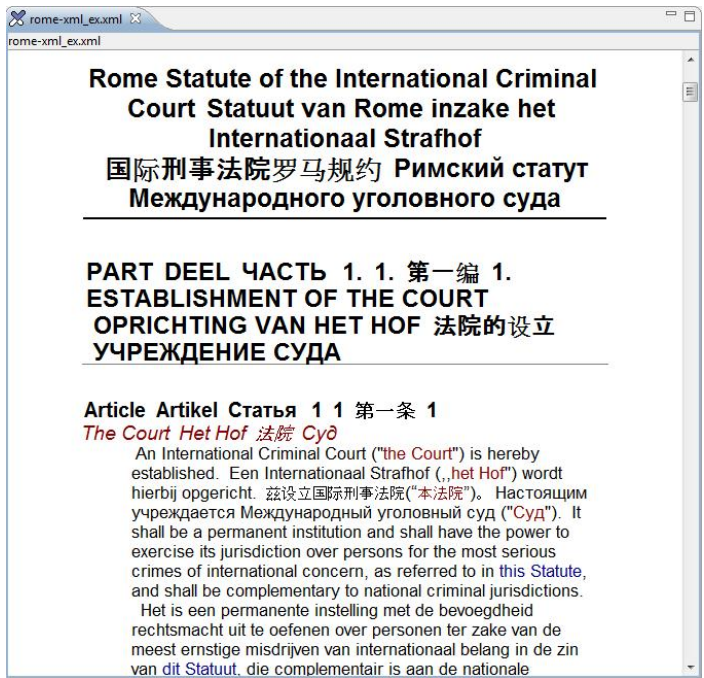 rome-xml_ex.xml
rome-xml_ex.xml
Rome Statute of the International Criminal
Court Statuut van Rome inzake het
Internationaal Strafhof
国际刑事法院罗马规约 Римский статут
Международного уголовного суда
PART DEEL ЧАСТЬ 1. 1. 第一编 1.
ESTABLISHMENT OF THE COURT
OPRICHTING VAN HET HOF 法院的设立
УЧРЕЖДЕНИЕ СУДА
Article Artikel Статья 1 1 第一条 1
The Court Het Hof 法院 Суд
An International Criminal Court ("the Court") is hereby
established. Een Internationaal Strafhof (,,het Hof") wordt
hierbij opgericht. 兹设立国际刑事法院(“本法院”)。 Настоящим
учреждается Международный уголовный суд ("Суд"). It
shall be a permanent institution and shall have the power to
exercise its jurisdiction over persons for the most serious
crimes of international concern, as referred to in this Statute,
and shall be complementary to national criminal jurisdictions.
Het is een permanente instelling met de bevoegdheid
rechtsmacht uit te oefenen over personen ter zake van de
meest ernstige misdrijven van internationaal belang in de zin
van dit Statuut, die complementair is aan de nationale